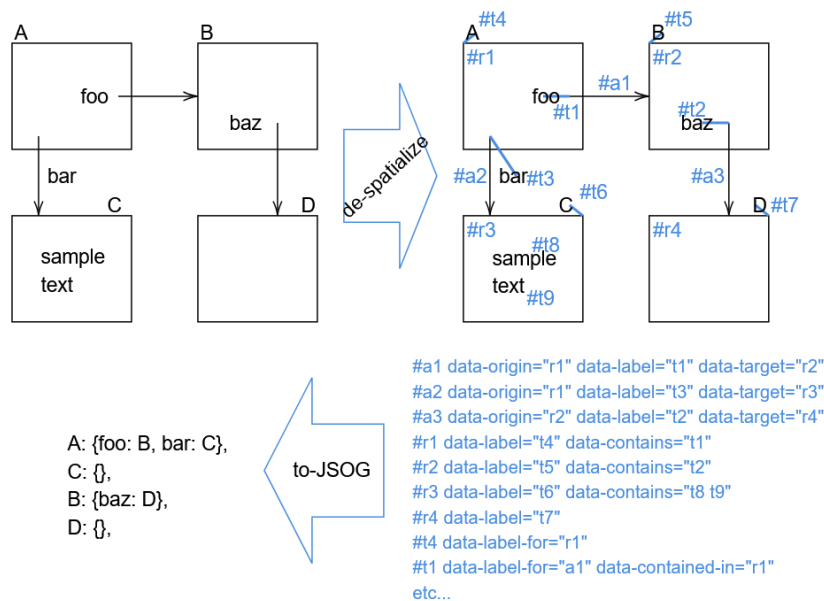 A
B
foo
baz
bar
C
D
sample
text
de-spatialize
#t4
#t5
A
B
#r1
#r2
foo
#a1
#t1
#t2
baz
#a2
bar
#t3
#a3
#t6
C
D
#t7
#r3
#r4
#t8
sample
text
#t9
#a1 data-origin="r1" data-label="t1" data-target="r2"
#a2 data-origin="r1" data-label="t3" data-target="r3"
#a3 data-origin="r2" data-label="t2" data-target="r4"
#r1 data-label="t4" data-contains="t1"
#r2 data-label="t5" data-contains="t2"
#r3 data-label="t6" data-contains="t8 t9"
#r4 data-label="t7"
#t4 data-label-for="r1"
#t1 data-label-for="a1" data-contained-in="r1"
etc...
to-JSOG
A: {foo: B, bar: C},
C: {},
B: {baz: D},
D: {},